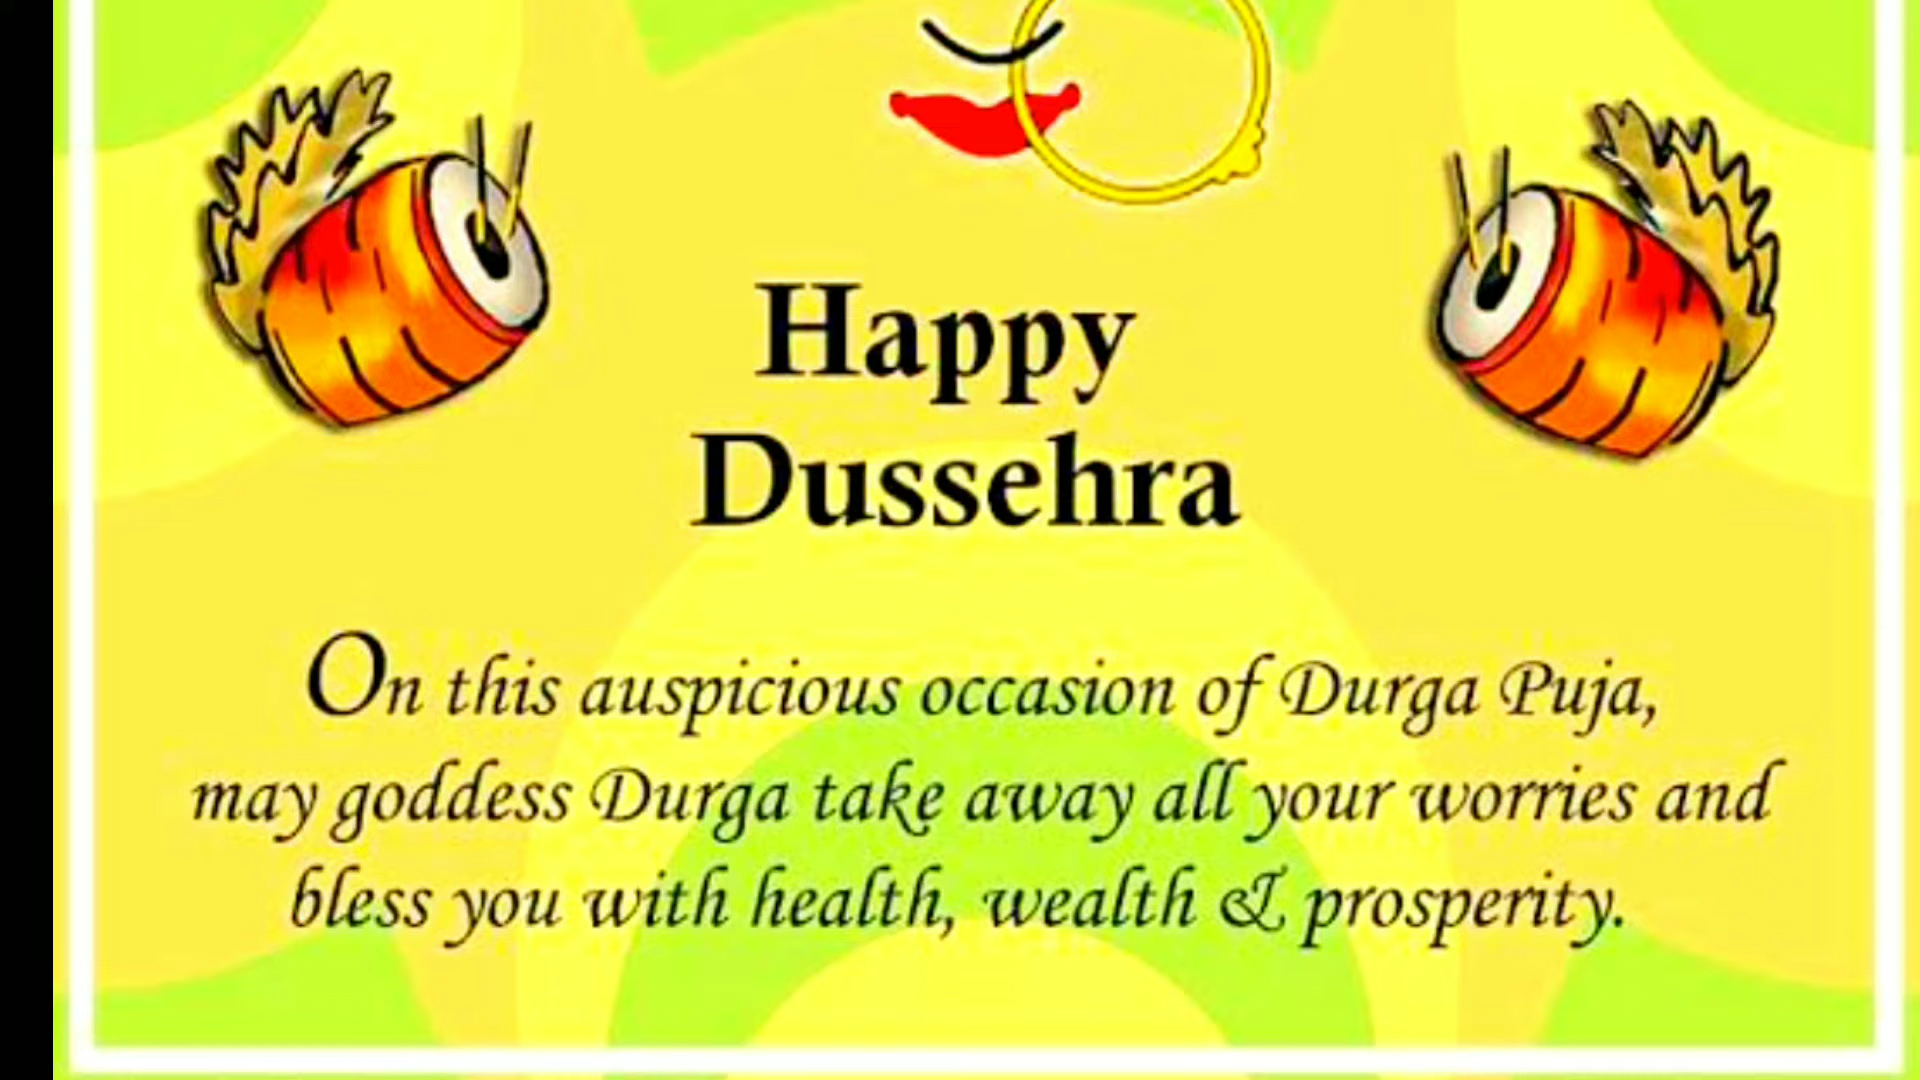 Happy
Dussehra
On this auspicious occasion of Durga Puja,
may goddess Durga take away all your worries and
bless you with health, wealth & prosperity.